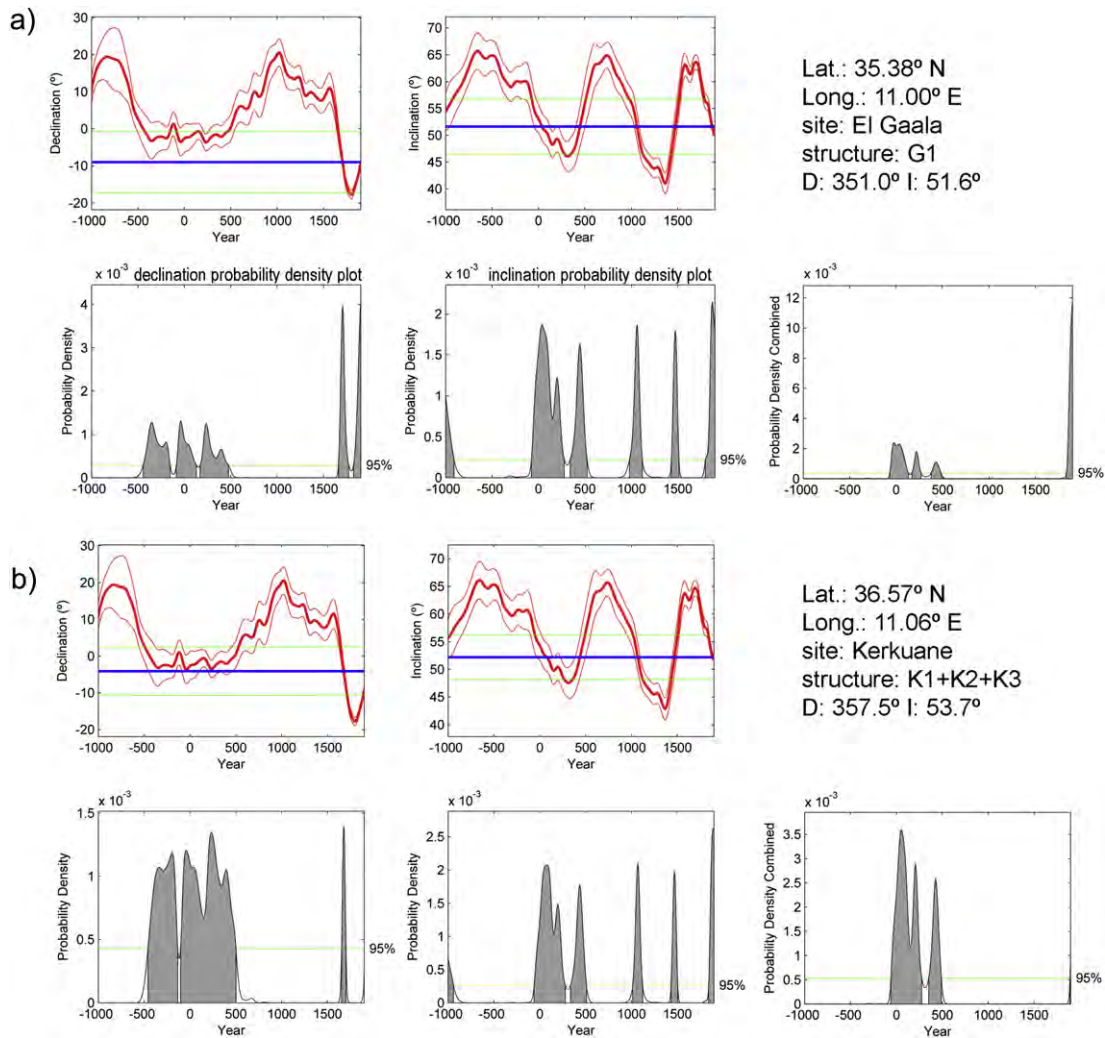 a)
30
20
10
0
-10
-20
Declination (º)
-1000 -500 0 500 1000 1500
Year
70
65
60
55
50
45
40
Inclination (º)
-1000 -500 0 500 1000 1500
Year
Lat.: 35.38º N
Long.: 11.00º E
site: El Gaala
structure: G1
D: 351.0º I: 51.6º
x 10⁻³ declination probability density plot
4
3
2
1
0
Probability Density
95%
-1000 -500 0 500 1000 1500
Year
x 10⁻³ inclination probability density plot
2
1.5
1
0.5
0
Probability Density
95%
-1000 -500 0 500 1000 1500
Year
x 10⁻³
12
10
8
6
4
2
0
Probability Density Combined
95%
-1000 -500 0 500 1000 1500
Year
b)
30
20
10
0
-10
-20
Declination (º)
-1000 -500 0 500 1000 1500
Year
70
65
60
55
50
45
40
Inclination (º)
-1000 -500 0 500 1000 1500
Year
Lat.: 36.57º N
Long.: 11.06º E
site: Kerkuane
structure: K1+K2+K3
D: 357.5º I: 53.7º
x 10⁻³
1.5
1
0.5
0
Probability Density
95%
-1000 -500 0 500 1000 1500
Year
x 10⁻³
2.5
2
1.5
1
0.5
0
Probability Density
95%
-1000 -500 0 500 1000 1500
Year
x 10⁻³
3.5
3
2.5
2
1.5
1
0.5
0
Probability Density Combined
95%
-1000 -500 0 500 1000 1500
Year